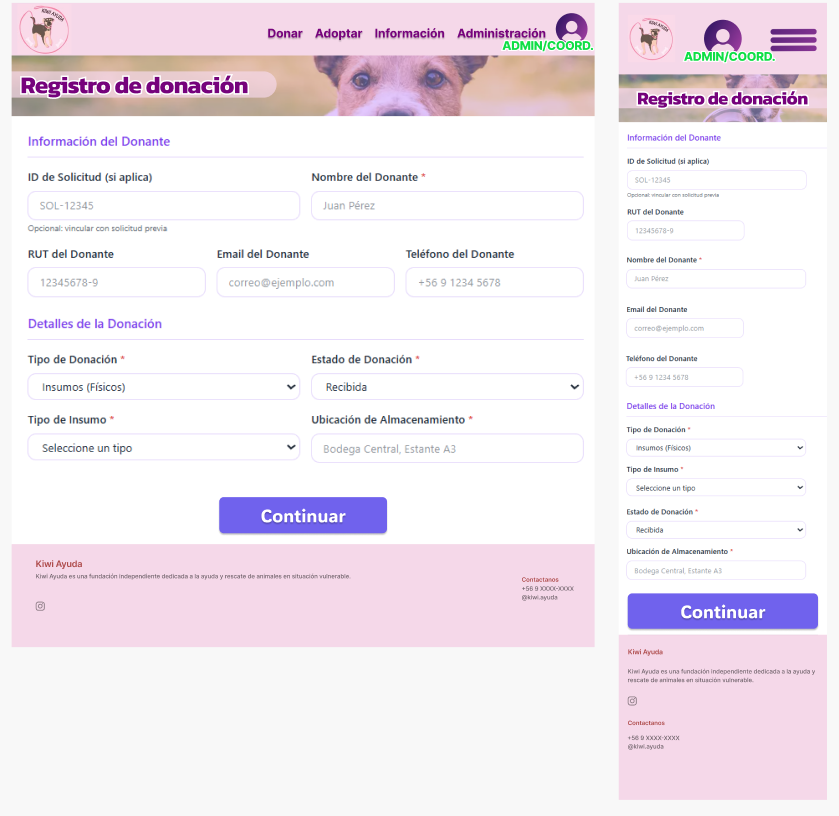 KIWI AYUDA
Donar Adoptar Información Administración
ADMIN/COORD.
Registro de donación
Información del Donante
ID de Solicitud (si aplica) Nombre del Donante *
SOL-12345 Juan Pérez
Opcional: vincular con solicitud previa
RUT del Donante Email del Donante Teléfono del Donante
12345678-9 correo@ejemplo.com +56 9 1234 5678
Detalles de la Donación
Tipo de Donación * Estado de Donación *
Insumos (Físicos) Recibida
Tipo de Insumo * Ubicación de Almacenamiento *
Seleccione un tipo Bodega Central, Estante A3
Continuar
Kiwi Ayuda
Kiwi Ayuda es una fundación independiente dedicada a la ayuda y rescate de animales en situación vulnerable.
Contactanos
+56 9 XXXX-XXXX
@kiwi.ayuda
KIWI AYUDA
ADMIN/COORD.
Registro de donación
Información del Donante
ID de Solicitud (si aplica)
SOL-12345
Opcional: vincular con solicitud previa
RUT del Donante
12345678-9
Nombre del Donante *
Juan Pérez
Email del Donante
correo@ejemplo.com
Teléfono del Donante
+56 9 1234 5678
Detalles de la Donación
Tipo de Donación *
Insumos (Físicos)
Tipo de Insumo *
Seleccione un tipo
Estado de Donación *
Recibida
Ubicación de Almacenamiento *
Bodega Central, Estante A3
Continuar
Kiwi Ayuda
Kiwi Ayuda es una fundación independiente dedicada a la ayuda y
rescate de animales en situación vulnerable.
Contactanos
+56 9 XXXX-XXXX
@kiwi.ayuda